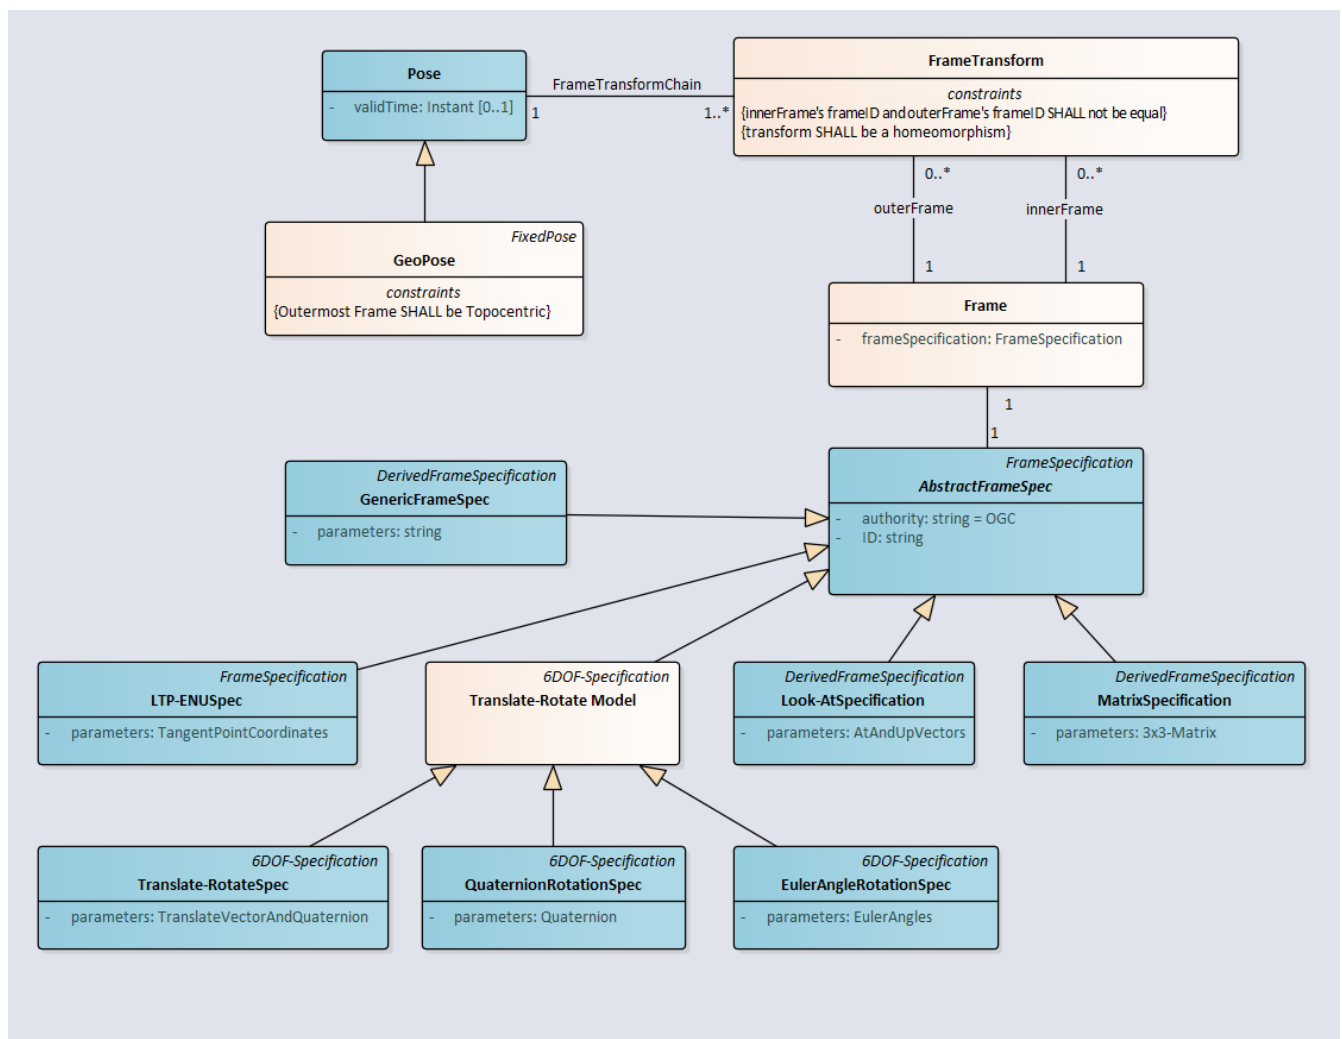 Pose
- validTime: Instant [0..1]
FrameTransformChain
1
1..*
FrameTransform
constraints
{innerFrame's frameID andouterFrame's frameID SHALL not be equal}
{transform SHALL be a homeomorphism}
0..*
0..*
outerFrame
innerFrame
1
1
FixedPose
GeoPose
constraints
{Outermost Frame SHALL be Topocentric}
Frame
- frameSpecification: FrameSpecification
1
1
DerivedFrameSpecification
GenericFrameSpec
- parameters: string
FrameSpecification
AbstractFrameSpec
- authority: string = OGC
- ID: string
FrameSpecification
LTP-ENUSpec
- parameters: TangentPointCoordinates
6DOF-Specification
Translate-Rotate Model
DerivedFrameSpecification
Look-AtSpecification
- parameters: AtAndUpVectors
DerivedFrameSpecification
MatrixSpecification
- parameters: 3x3-Matrix
6DOF-Specification
Translate-RotateSpec
- parameters: TranslateVectorAndQuaternion
6DOF-Specification
QuaternionRotationSpec
- parameters: Quaternion
6DOF-Specification
EulerAngleRotationSpec
- parameters: EulerAngles